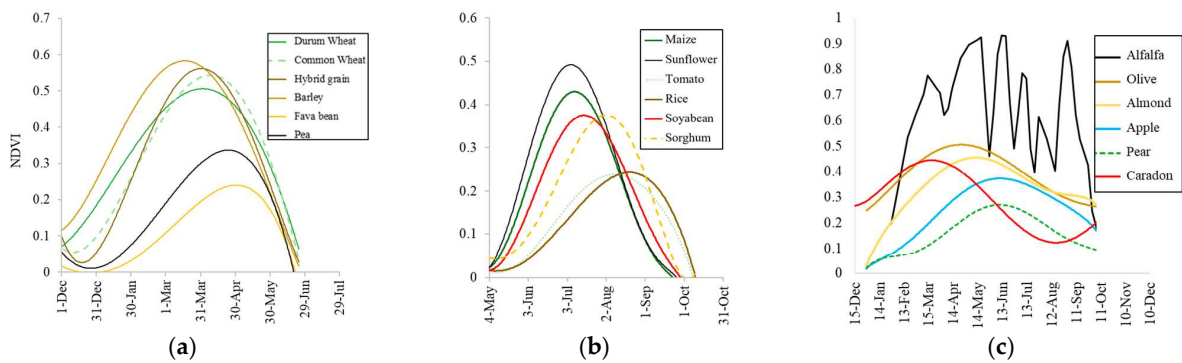 0.7
0.6
0.5
0.4
0.3
0.2
0.1
0
NDVI
Durum Wheat
Common Wheat
Hybrid grain
Barley
Fava bean
Pea
1-Dec
31-Dec
30-Jan
1-Mar
31-Mar
30-Apr
30-May
29-Jun
29-Jul
(a)
0.6
0.5
0.4
0.3
0.2
0.1
0
Maize
Sunflower
Tomato
Rice
Soyabean
Sorghum
4-May
3-Jun
3-Jul
2-Aug
1-Sep
1-Oct
31-Oct
(b)
1
0.9
0.8
0.7
0.6
0.5
0.4
0.3
0.2
0.1
0
Alfalfa
Olive
Almond
Apple
Pear
Caradon
15-Dec
14-Jan
13-Feb
15-Mar
14-Apr
14-May
13-Jun
13-Jul
12-Aug
11-Sep
11-Oct
10-Nov
10-Dec
(c)